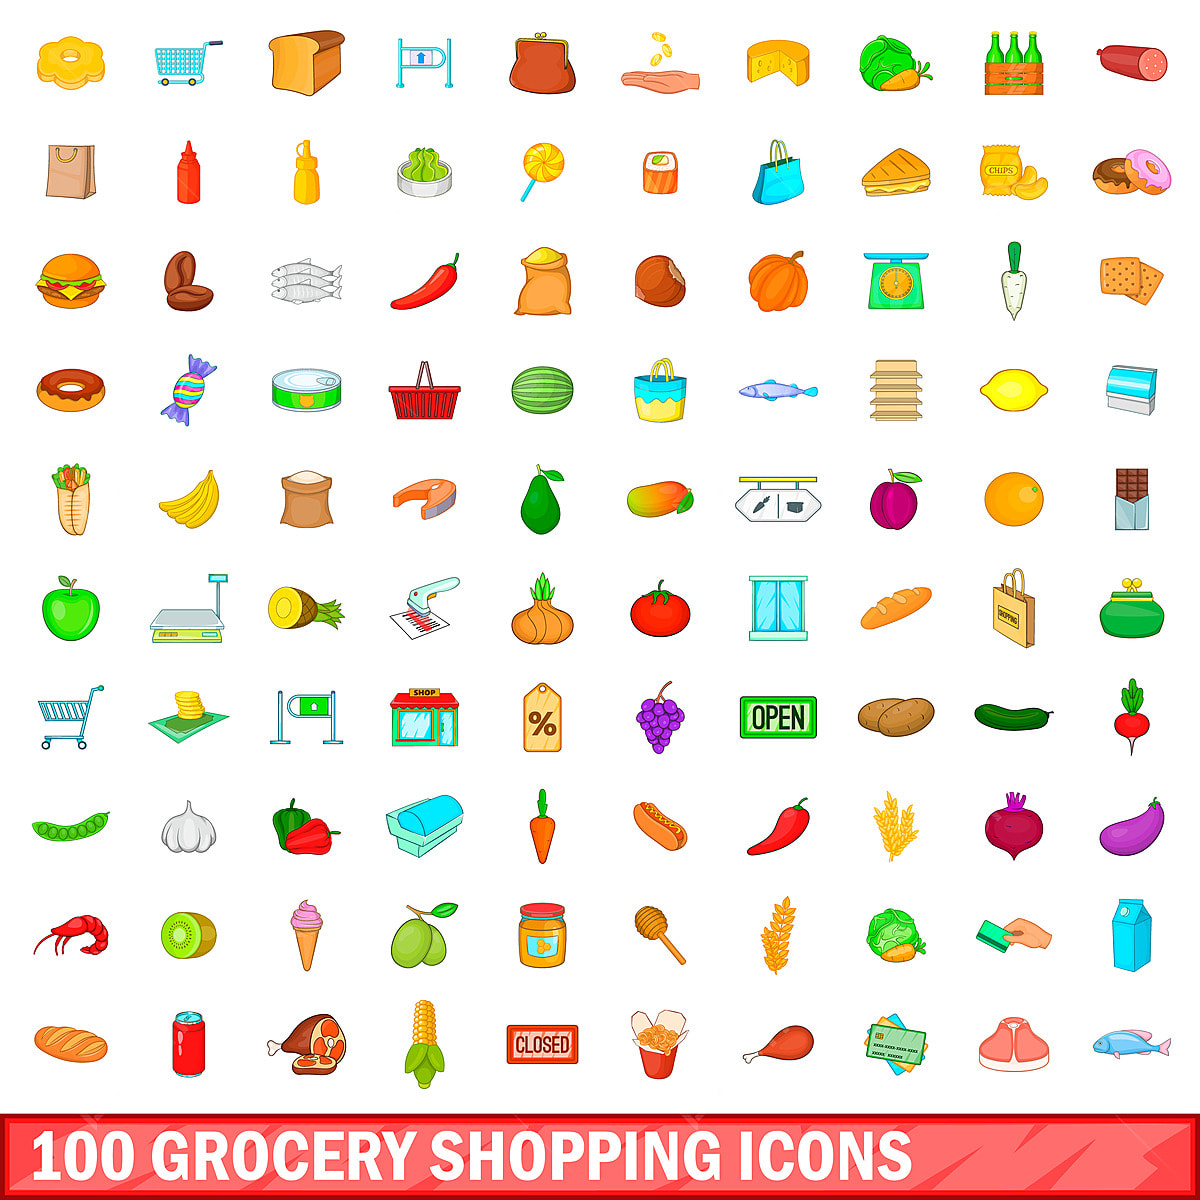 CHIPS
SHOPPING
SHOP
%
OPEN
CLOSED
100 GROCERY SHOPPING ICONS